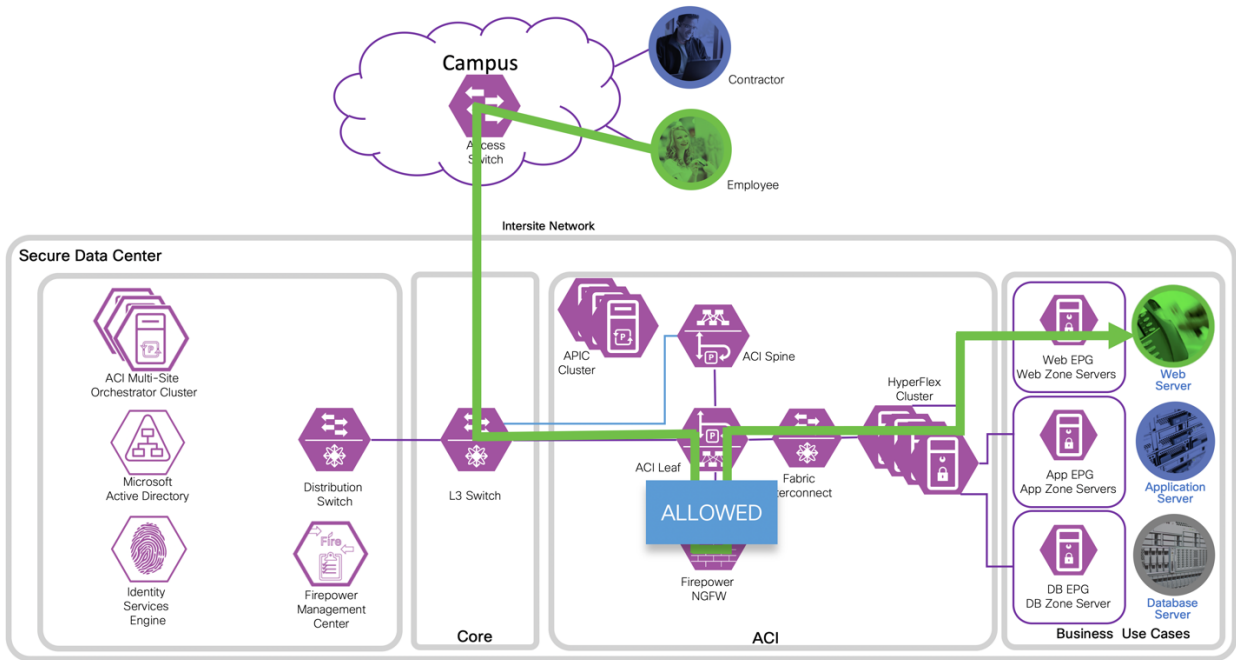 Campus
Access
Switch
Contractor
Employee
Intersite Network
Secure Data Center
ACI Multi-Site
Orchestrator Cluster
Microsoft
Active Directory
Identity
Services
Engine
Distribution
Switch
Fire
Firepower
Management
Center
L3 Switch
Core
APIC
Cluster
P
ACI Spine
P
ACI Leaf
Fabric
terconnect
HyperFlex
Cluster
ALLOWED
Firepower
NGFW
ACI
Web EPG
Web Zone Servers
Web
Server
App EPG
App Zone Servers
Application
Server
DB EPG
DB Zone Server
Database
Server
Business Use Cases